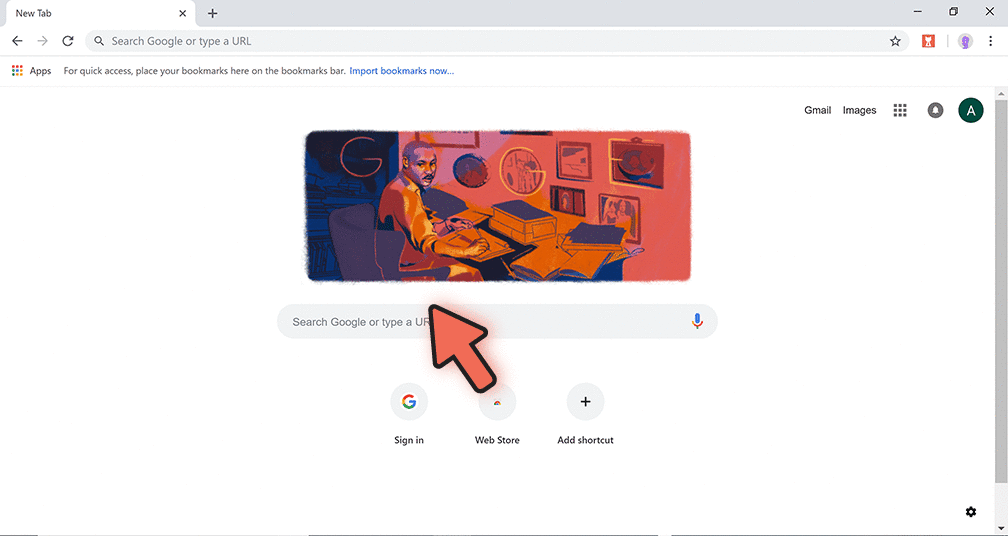 New Tab
Search Google or type a URL
Apps For quick access, place your bookmarks here on the bookmarks bar. Import bookmarks now...
Gmail Images A
G G
Search Google or type a UR
G
Sign in Web Store Add shortcut